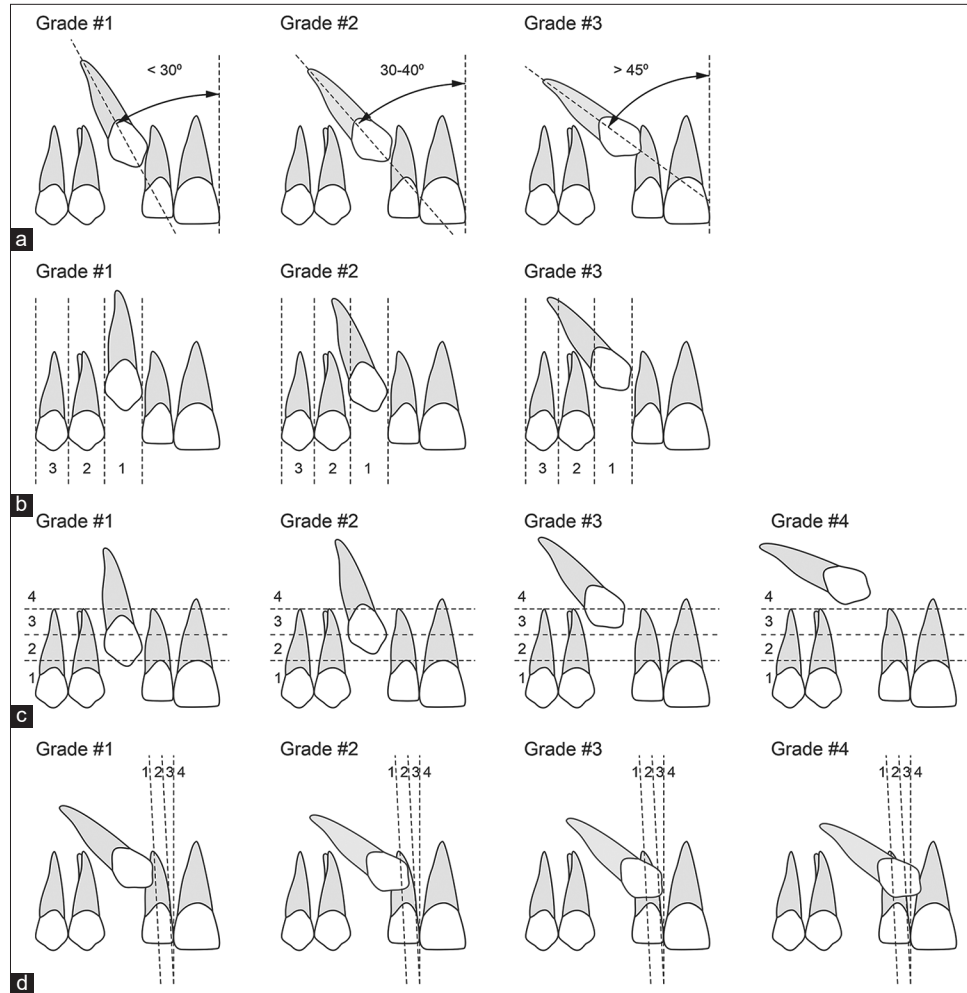 Grade #1 Grade #2 Grade #3
< 30º 30-40º > 45º
a
Grade #1 Grade #2 Grade #3
3 2 1 3 2 1 3 2 1
b
Grade #1 Grade #2 Grade #3 Grade #4
4 4 4 4
3 3 3 3
2 2 2 2
1 1 1 1
c
Grade #1 Grade #2 Grade #3 Grade #4
1 2 3 4 1 2 3 4 1 2 3 4 1 2 3 4
d